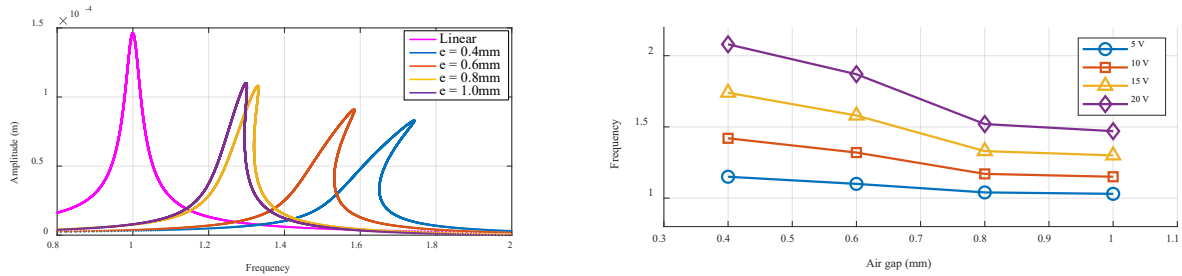 × 10⁻⁴
1.5
1
0.5
0
Amplitude (m)
0.8
1
1.2
1.4
1.6
1.8
2
Frequency
Linear
e = 0.4mm
e = 0.6mm
e = 0.8mm
e = 1.0mm
2
1.5
1
Frequency
0.3
0.4
0.5
0.6
0.7
0.8
0.9
1
1.1
Air gap (mm)
5 V
10 V
15 V
20 V